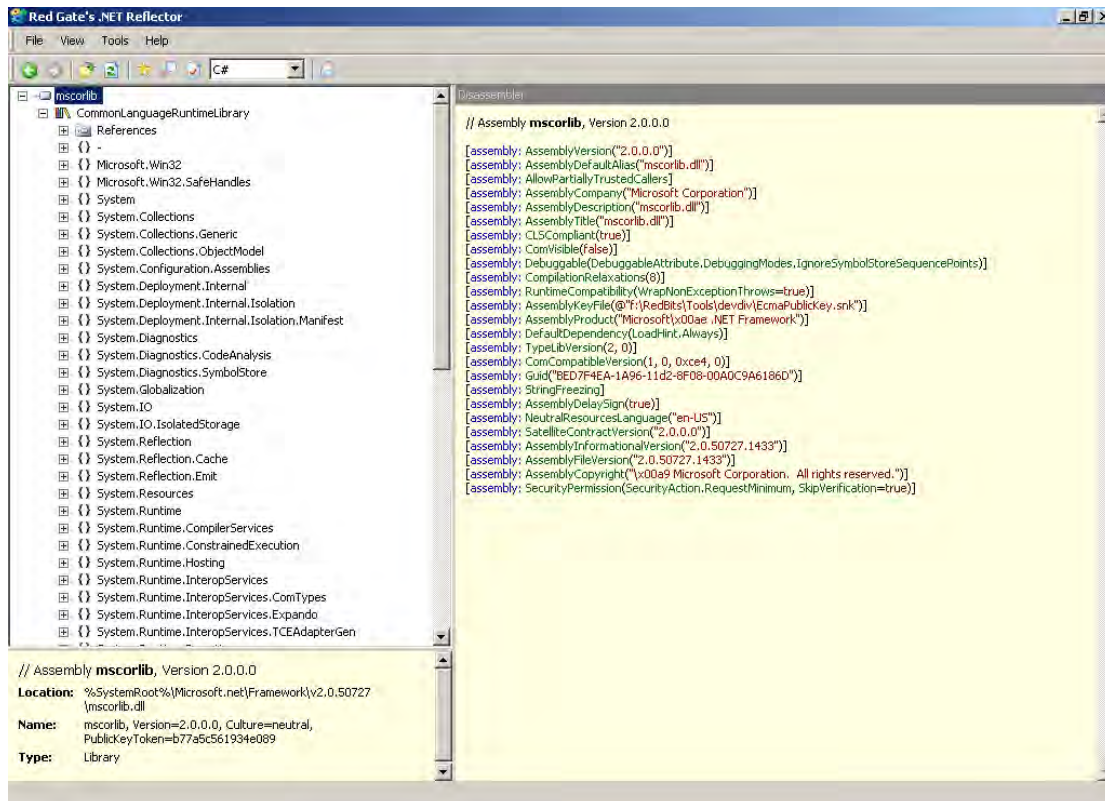 Red Gate's .NET Reflector
File View Tools Help
C#
mscorlib
CommonLanguageRuntimeLibrary
References
{} -
{} Microsoft.Win32
{} Microsoft.Win32.SafeHandles
{} System
{} System.Collections
{} System.Collections.Generic
{} System.Collections.ObjectModel
{} System.Configuration.Assemblies
{} System.Deployment.Internal
{} System.Deployment.Internal.Isolation
{} System.Deployment.Internal.Isolation.Manifest
{} System.Diagnostics
{} System.Diagnostics.CodeAnalysis
{} System.Diagnostics.SymbolStore
{} System.Globalization
{} System.IO
{} System.IO.IsolatedStorage
{} System.Reflection
{} System.Reflection.Cache
{} System.Reflection.Emit
{} System.Resources
{} System.Runtime
{} System.Runtime.CompilerServices
{} System.Runtime.ConstrainedExecution
{} System.Runtime.Hosting
{} System.Runtime.InteropServices
{} System.Runtime.InteropServices.ComTypes
{} System.Runtime.InteropServices.Expando
{} System.Runtime.InteropServices.TCEAdapterGen
// Assembly mscorlib, Version 2.0.0.0
Location: %SystemRoot%\Microsoft.net\Framework\v2.0.50727
\mscorlib.dll
Name: mscorlib, Version=2.0.0.0, Culture=neutral,
PublicKeyToken=b77a5c561934e089
Type: Library
Disassembler
// Assembly mscorlib, Version 2.0.0.0
[assembly: AssemblyVersion("2.0.0.0")]
[assembly: AssemblyDefaultAlias("mscorlib.dll")]
[assembly: AllowPartiallyTrustedCallers]
[assembly: AssemblyCompany("Microsoft Corporation")]
[assembly: AssemblyDescription("mscorlib.dll")]
[assembly: AssemblyTitle("mscorlib.dll")]
[assembly: CLSCompliant(true)]
[assembly: ComVisible(false)]
[assembly: Debuggable(DebuggableAttribute.DebuggingModes.IgnoreSymbolStoreSequencePoints)]
[assembly: CompilationRelaxations(8)]
[assembly: RuntimeCompatibility(WrapNonExceptionThrows=true)]
[assembly: AssemblyKeyFile(@"f:\RedBits\Tools\devdiv\EcmaPublicKey.snk")]
[assembly: AssemblyProduct("Microsoft\x00ae .NET Framework")]
[assembly: DefaultDependency(LoadHint.Always)]
[assembly: TypeLibVersion(2, 0)]
[assembly: ComCompatibleVersion(1, 0, 0xce4, 0)]
[assembly: Guid("BED7F4EA-1A96-11d2-8F08-00A0C9A6186D")]
[assembly: StringFreezing]
[assembly: AssemblyDelaySign(true)]
[assembly: NeutralResourcesLanguage("en-US")]
[assembly: SatelliteContractVersion("2.0.0.0")]
[assembly: AssemblyInformationalVersion("2.0.50727.1433")]
[assembly: AssemblyFileVersion("2.0.50727.1433")]
[assembly: AssemblyCopyright("\x00a9 Microsoft Corporation.  All rights reserved.")]
[assembly: SecurityPermission(SecurityAction.RequestMinimum, SkipVerification=true)]